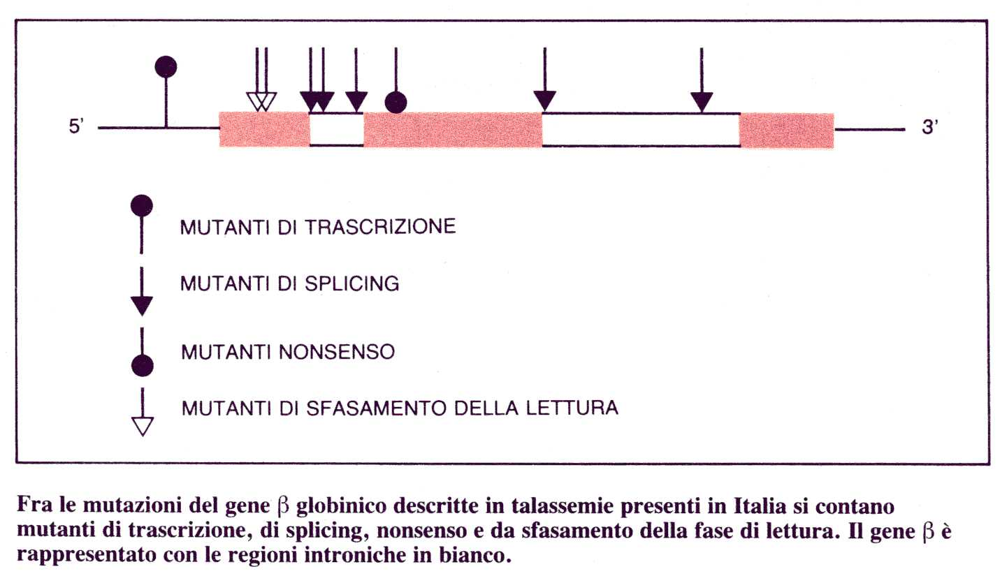 5' 3'
MUTANTI DI TRASCRIZIONE
MUTANTI DI SPLICING
MUTANTI NONSENSO
MUTANTI DI SFASAMENTO DELLA LETTURA
Fra le mutazioni del gene β globinico descritte in talassemie presenti in Italia si contano
mutanti di trascrizione, di splicing, nonsenso e da sfasamento della fase di lettura. Il gene β è
rappresentato con le regioni introniche in bianco.